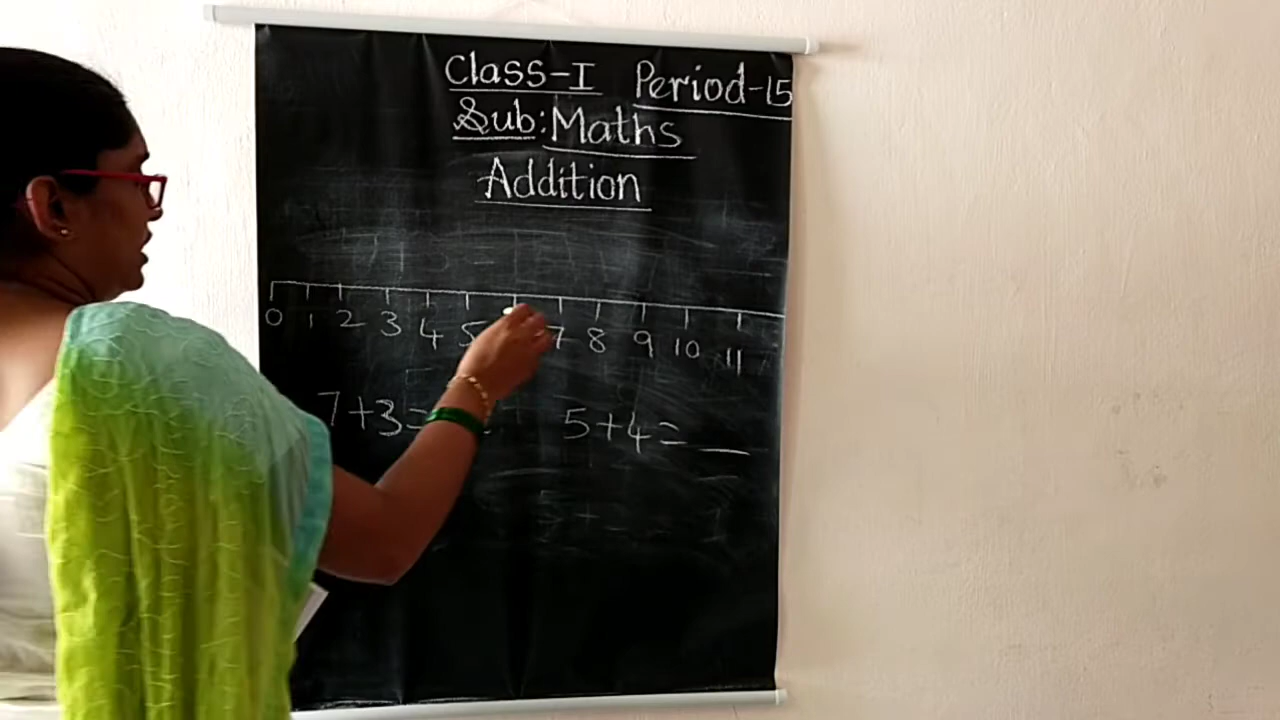 Class-I Period-15
Sub: Maths
Addition
0 1 2 3 4 5 7 8 9 10 11
7+3= 5+4=__